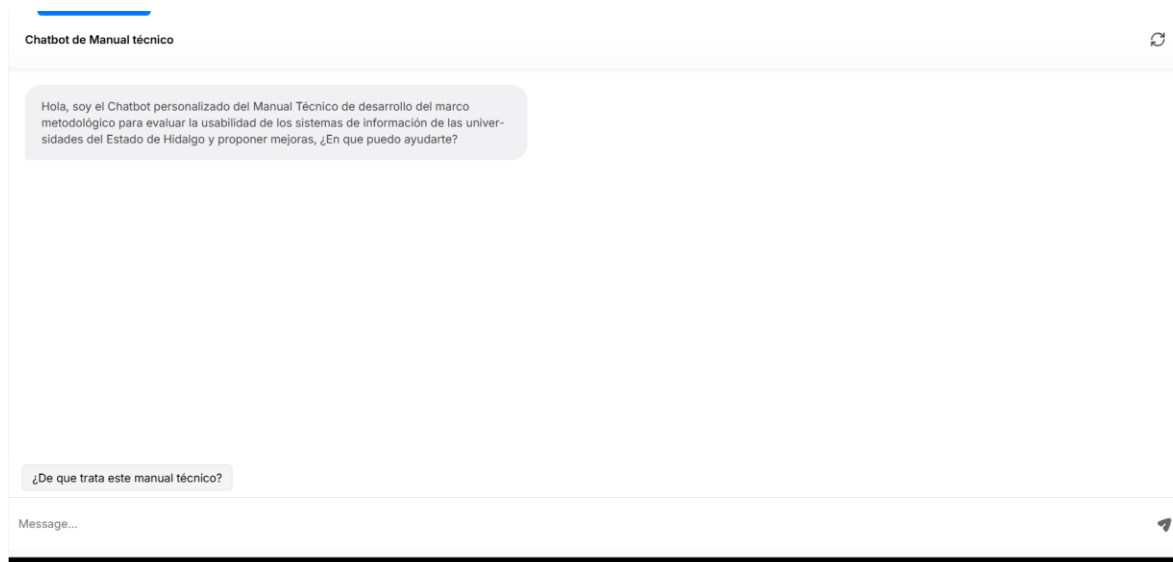 Chatbot de Manual técnico
Hola, soy el Chatbot personalizado del Manual Técnico de desarrollo del marco
metodológico para evaluar la usabilidad de los sistemas de información de las univer-
sidades del Estado de Hidalgo y proponer mejoras, ¿En que puedo ayudarte?
¿De que trata este manual técnico?
Message...